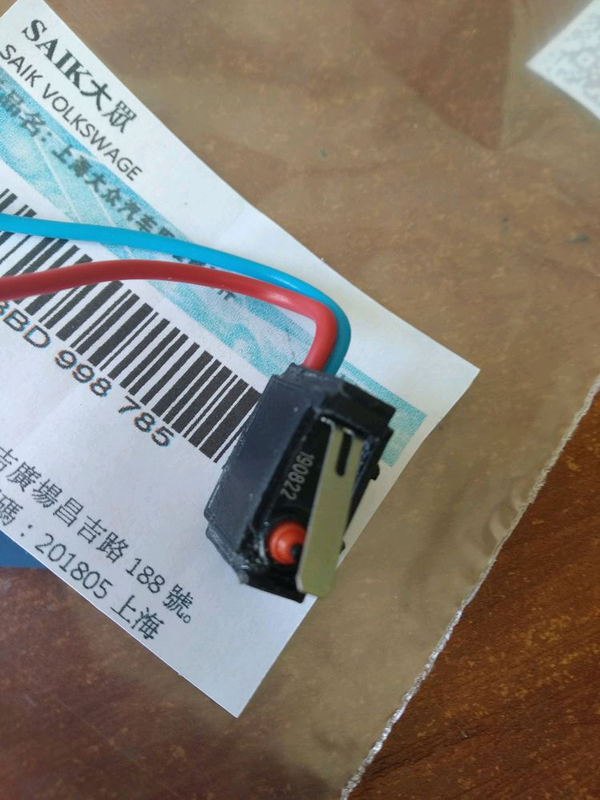 SAIK大眾
SAIK VOLKSWAGE
品名:上海大众汽车
BBD 998 785
吉廣場昌吉路 188 號。
碼:201805 上海
190822